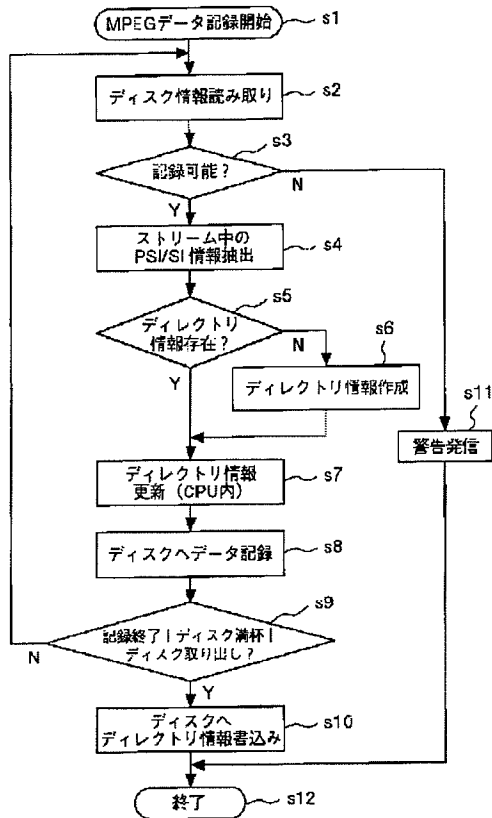 MPEGデータ記録開始
s1
ディスク情報読み取り
s2
s3
記録可能?
N
Y
ストリーム中の
PSI/SI 情報抽出
s4
s5
ディレクトリ
情報存在?
N
Y
s6
ディレクトリ情報作成
s11
警告発信
ディレクトリ情報
更新(CPU内)
s7
ディスクへデータ記録
s8
s9
記録終了|ディスク満杯|
ディスク取り出し?
N
Y
ディスクへ
ディレクトリ情報書込み
s10
終了
s12